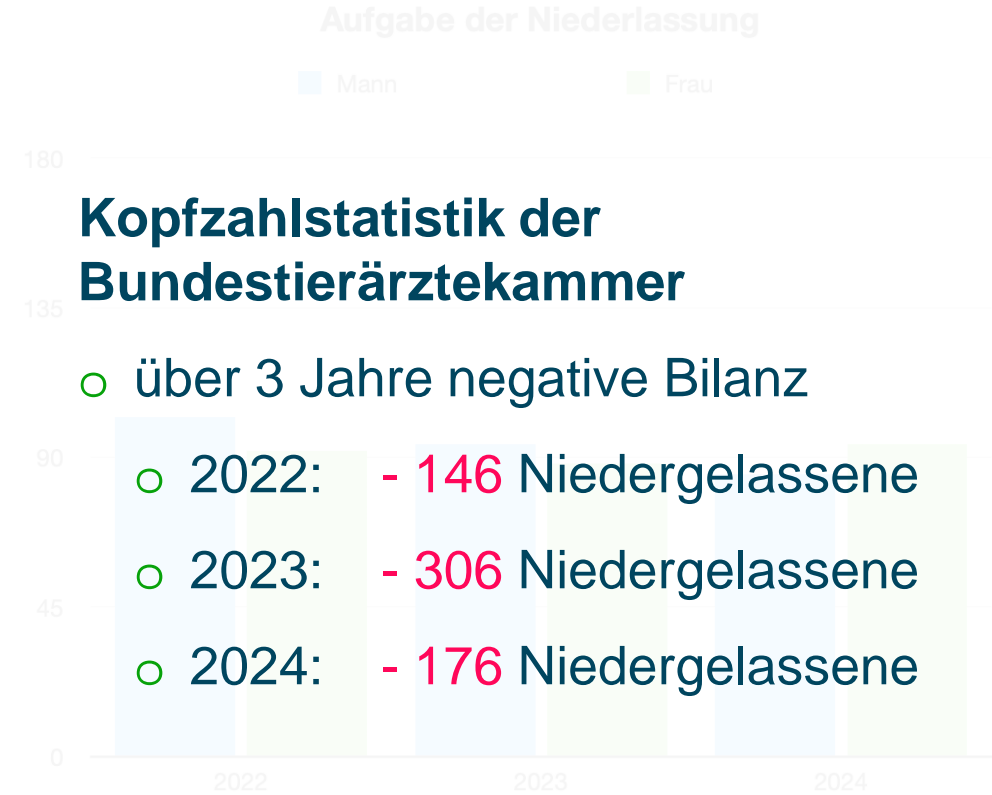 Aufgabe der Niederlassung
Mann Frau
180
Kopfzahlstatistik der
Bundestierärztekammer
135
o über 3 Jahre negative Bilanz
90
o 2022: - 146 Niedergelassene
o 2023: - 306 Niedergelassene
45
o 2024: - 176 Niedergelassene
0
2022 2023 2024